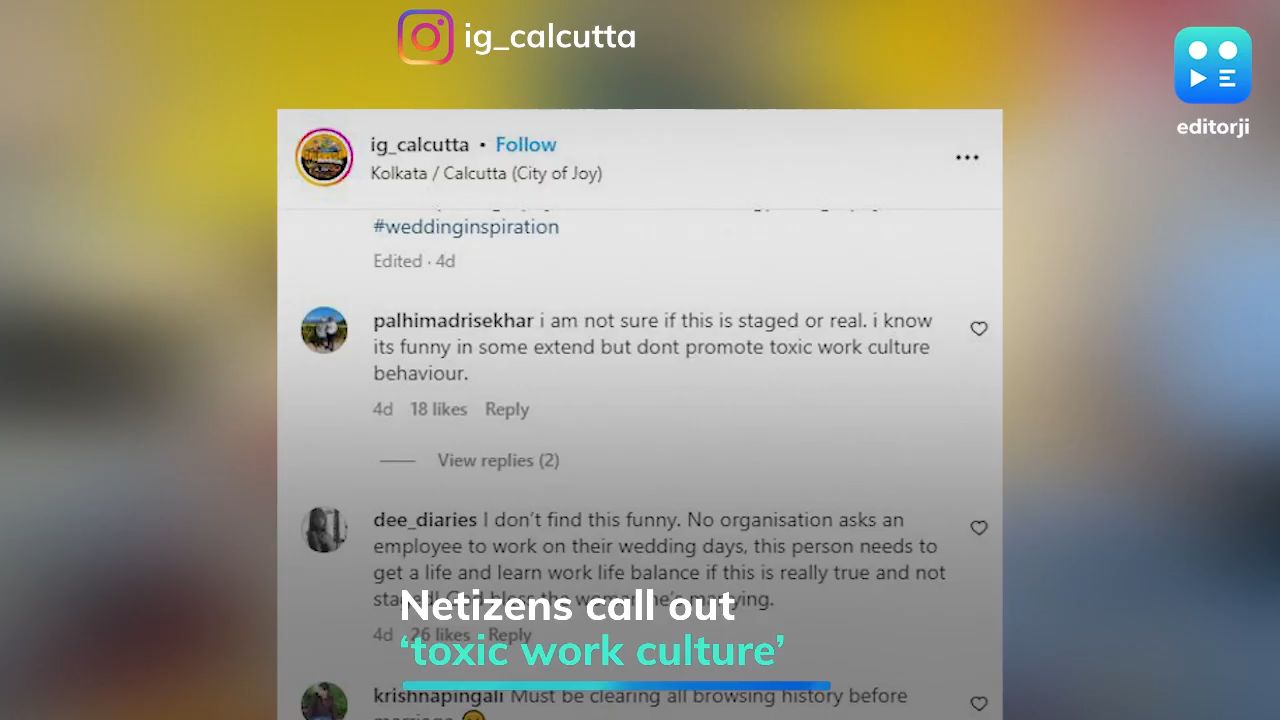 ig_calcutta
editorji
ig_calcutta • Follow
Kolkata / Calcutta (City of Joy)
#weddinginspiration
Edited · 4d
palhimadrisekhar i am not sure if this is staged or real. i know
its funny in some extend but dont promote toxic work culture
behaviour.
4d 18 likes Reply
View replies (2)
dee_diaries I don't find this funny. No organisation asks an
employee to work on their wedding days, this person needs to
get a life and learn work life balance if this is really true and not
Netizens call out
4d 26 likes Reply
‘toxic work culture’
krishnapingali Must be clearing all browsing history before